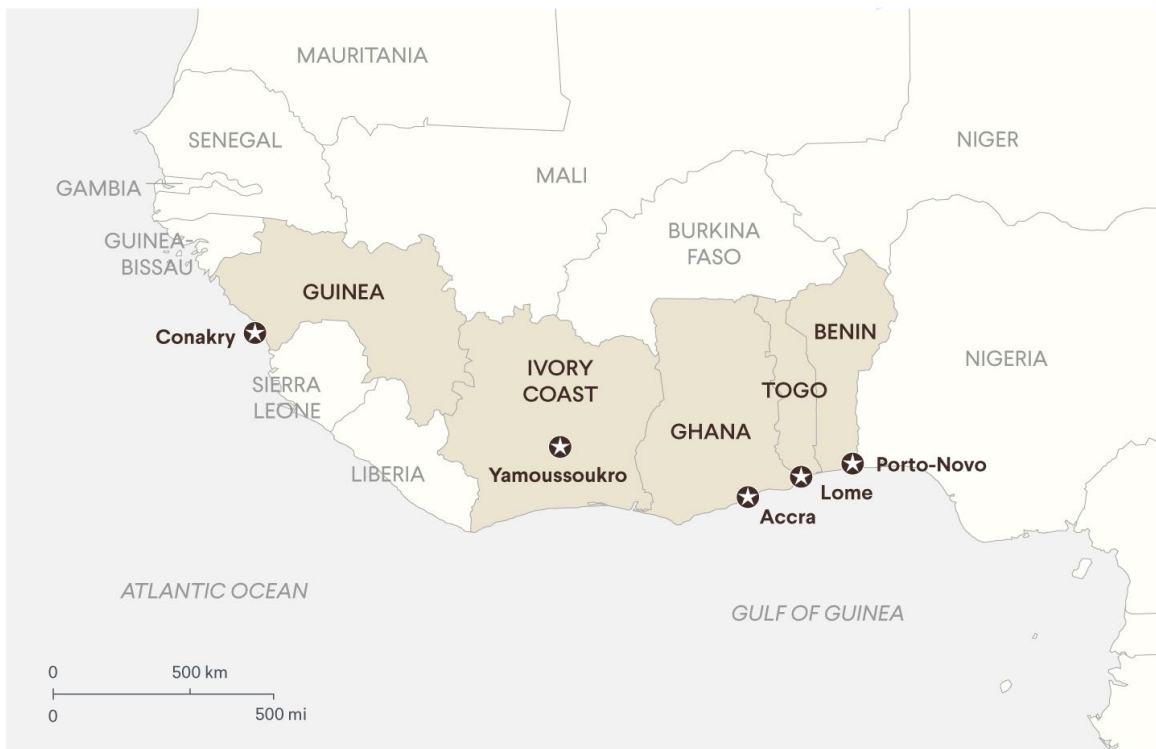 MAURITANIA
SENEGAL
NIGER
MALI
GAMBIA
BURKINA
FASO
GUINEA-
BISSAU
GUINEA
Conakry
BENIN
NIGERIA
IVORY
COAST
SIERRA
LEONE
TOGO
GHANA
LIBERIA
Yamoussoukro
Porto-Novo
Lome
Accra
ATLANTIC OCEAN
GULF OF GUINEA
0 500 km
0 500 mi